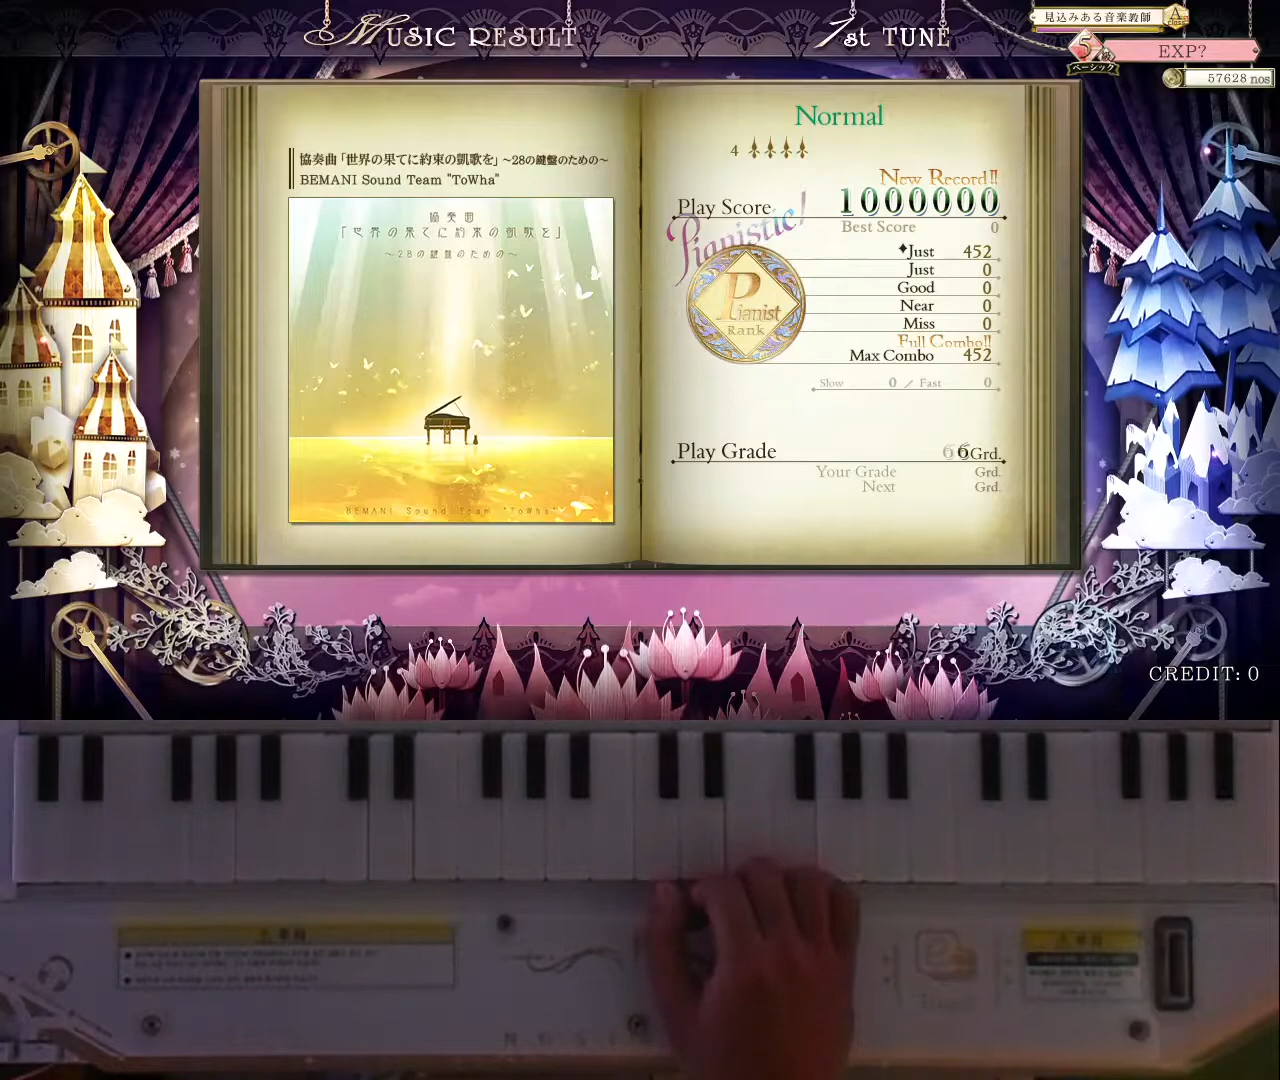 MUSIC RESULT
1st TUNE
見込みある音楽教師
A class
5級
ベーシック
EXP?
57628 nos
協奏曲「世界の果てに約束の凱歌を」～28の鍵盤のための～
BEMANI Sound Team "ToWha"
協奏曲
「世界の果てに約束の凱歌を」
～28の鍵盤のための～
BEMANI Sound Team "ToWha"
Normal
4
New Record!!
Play Score 1000000
Best Score 0
Pianistic!
Pianist
Rank
Just 452
Just 0
Good 0
Near 0
Miss 0
Full Combo!!
Max Combo 452
Slow 0 / Fast 0
Play Grade Grd.
Your Grade Grd.
Next Grd.
CREDIT: 0